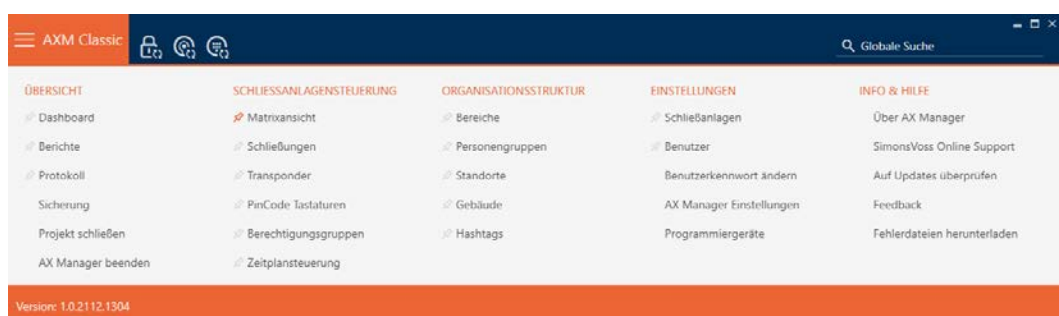 AXM Classic
Globale Suche
ÜBERSICHT
Dashboard
Berichte
Protokoll
Sicherung
Projekt schließen
AX Manager beenden
SCHLIESSANLAGENSTEUERUNG
Matrixansicht
Schließungen
Transponder
PinCode Tastaturen
Berechtigungsgruppen
Zeitplansteuerung
ORGANISATIONSSTRUKTUR
Bereiche
Personengruppen
Standorte
Gebäude
Hashtags
EINSTELLUNGEN
Schließanlagen
Benutzer
Benutzerkennwort ändern
AX Manager Einstellungen
Programmiergeräte
INFO & HILFE
Über AX Manager
SimonsVoss Online Support
Auf Updates überprüfen
Feedback
Fehlerdateien herunterladen
Version: 1.0.2112.1304